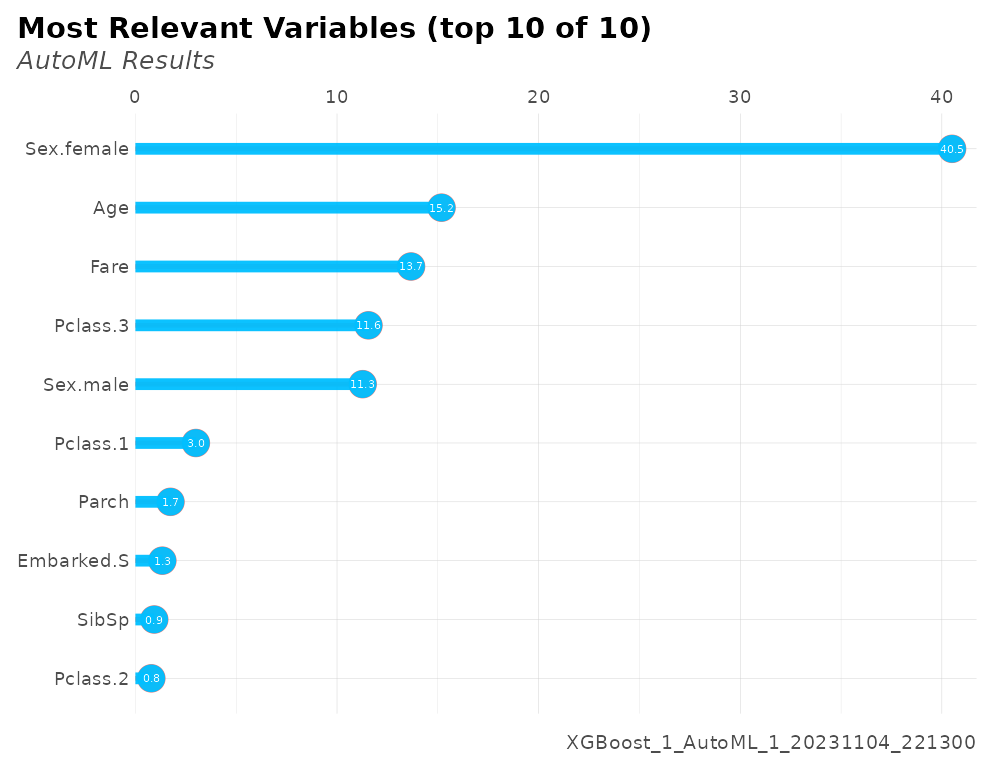 Most Relevant Variables (top 10 of 10)
AutoML Results
0 10 20 30 40
Sex.female 40.5
Age 15.2
Fare 13.7
Pclass.3 11.6
Sex.male 11.3
Pclass.1 3.0
Parch 1.7
Embarked.S 1.3
SibSp 0.9
Pclass.2 0.8
XGBoost_1_AutoML_1_20231104_221300